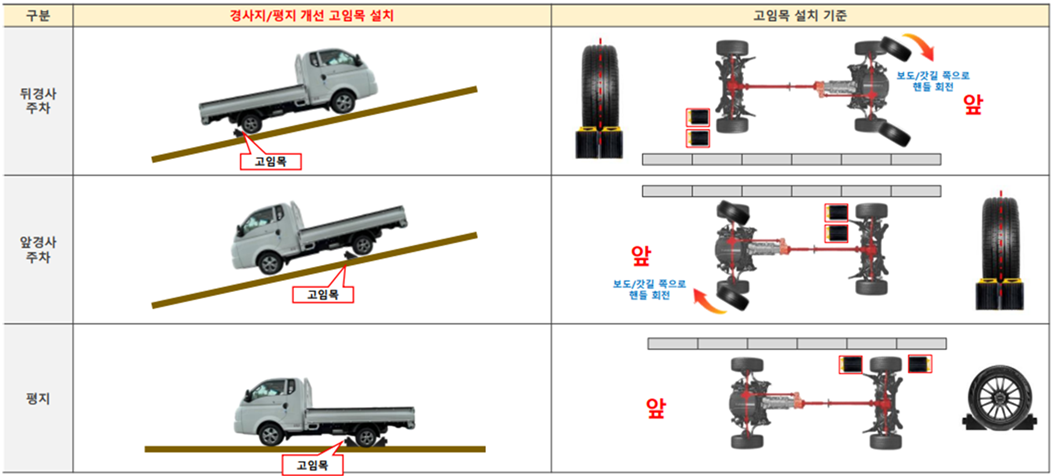 구분
경사지/평지 개선 고임목 설치
고임목 설치 기준
뒤경사
주차
고임목
보도/갓길 쪽으로
핸들 회전
앞
앞경사
주차
고임목
앞
보도/갓길 쪽으로
핸들 회전
평지
고임목
앞